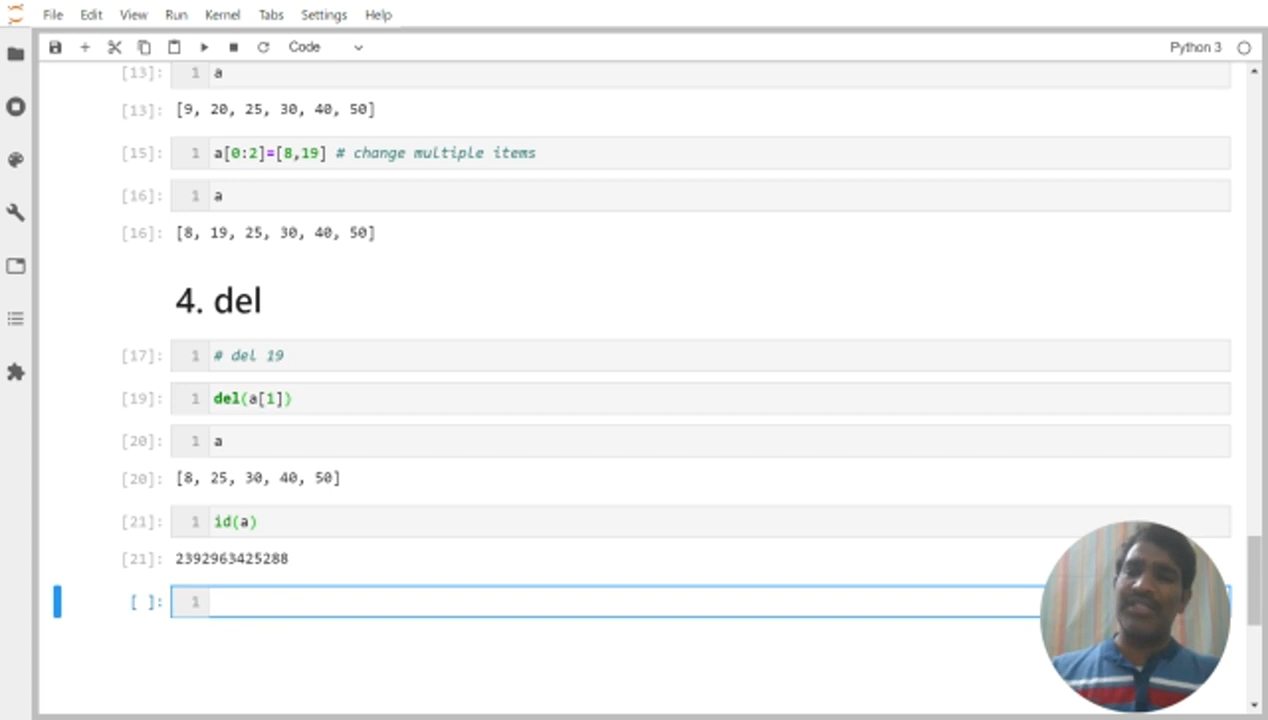 File Edit View Run Kernel Tabs Settings Help
Code Python 3
[13]: 1 a
[13]: [9, 20, 25, 30, 40, 50]
[15]: 1 a[0:2]=[8,19] # change multiple items
[16]: 1 a
[16]: [8, 19, 25, 30, 40, 50]
4. del
[17]: 1 # del 19
[19]: 1 del(a[1])
[20]: 1 a
[20]: [8, 25, 30, 40, 50]
[21]: 1 id(a)
[21]: 2392963425288
[ ]: 1